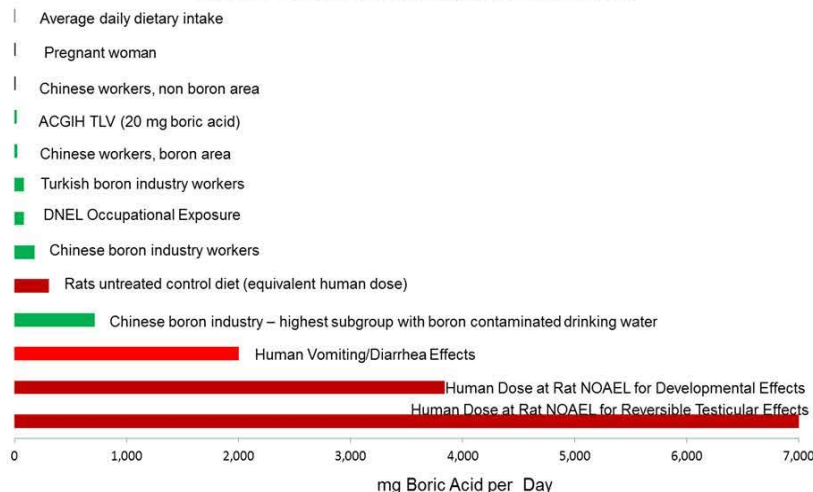 Average daily dietary intake
Pregnant woman
Chinese workers, non boron area
ACGIH TLV (20 mg boric acid)
Chinese workers, boron area
Turkish boron industry workers
DNEL Occupational Exposure
Chinese boron industry workers
Rats untreated control diet (equivalent human dose)
Chinese boron industry – highest subgroup with boron contaminated drinking water
Human Vomiting/Diarrhea Effects
Human Dose at Rat NOAEL for Developmental Effects
Human Dose at Rat NOAEL for Reversible Testicular Effects
0 1,000 2,000 3,000 4,000 5,000 6,000 7,000
mg Boric Acid per Day